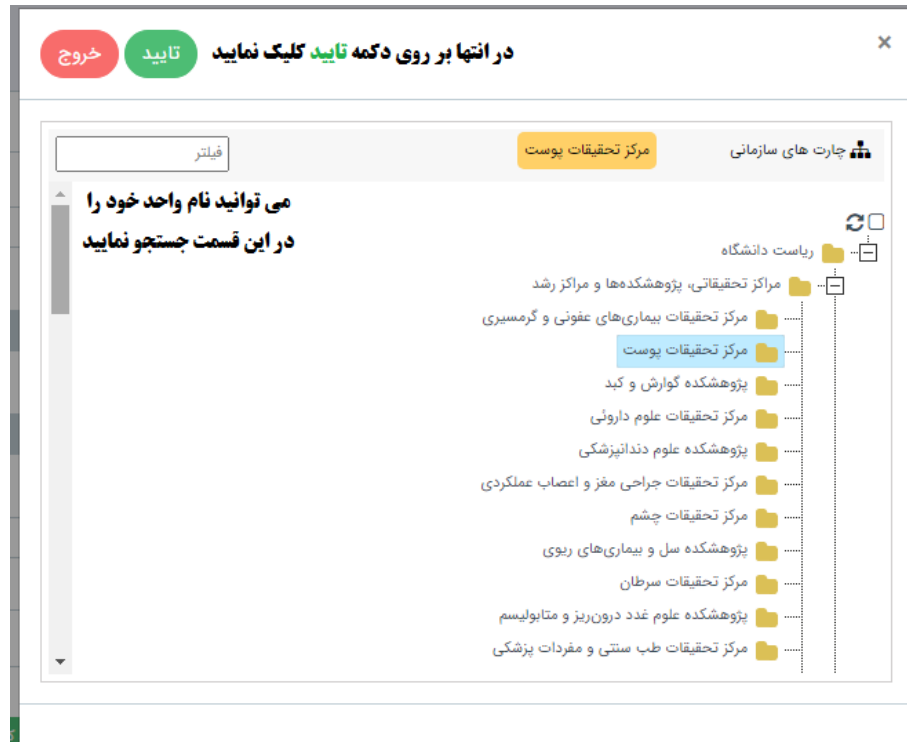 × در انتها بر روی دکمه تایید کلیک نمایید تایید خروج
چارت های سازمانی مرکز تحقیقات پوست فیلتر
می توانید نام واحد خود را
در این قسمت جستجو نمایید
ریاست دانشگاه
مراکز تحقیقاتی، پژوهشکده‌ها و مراکز رشد
مرکز تحقیقات بیماری‌های عفونی و گرمسیری
مرکز تحقیقات پوست
پژوهشکده گوارش و کبد
مرکز تحقیقات علوم داروئی
پژوهشکده علوم دندانپزشکی
مرکز تحقیقات جراحی مغز و اعصاب عملکردی
مرکز تحقیقات چشم
پژوهشکده سل و بیماری‌های ریوی
مرکز تحقیقات سرطان
پژوهشکده علوم غدد درون‌ریز و متابولیسم
مرکز تحقیقات طب سنتی و مفردات پزشکی